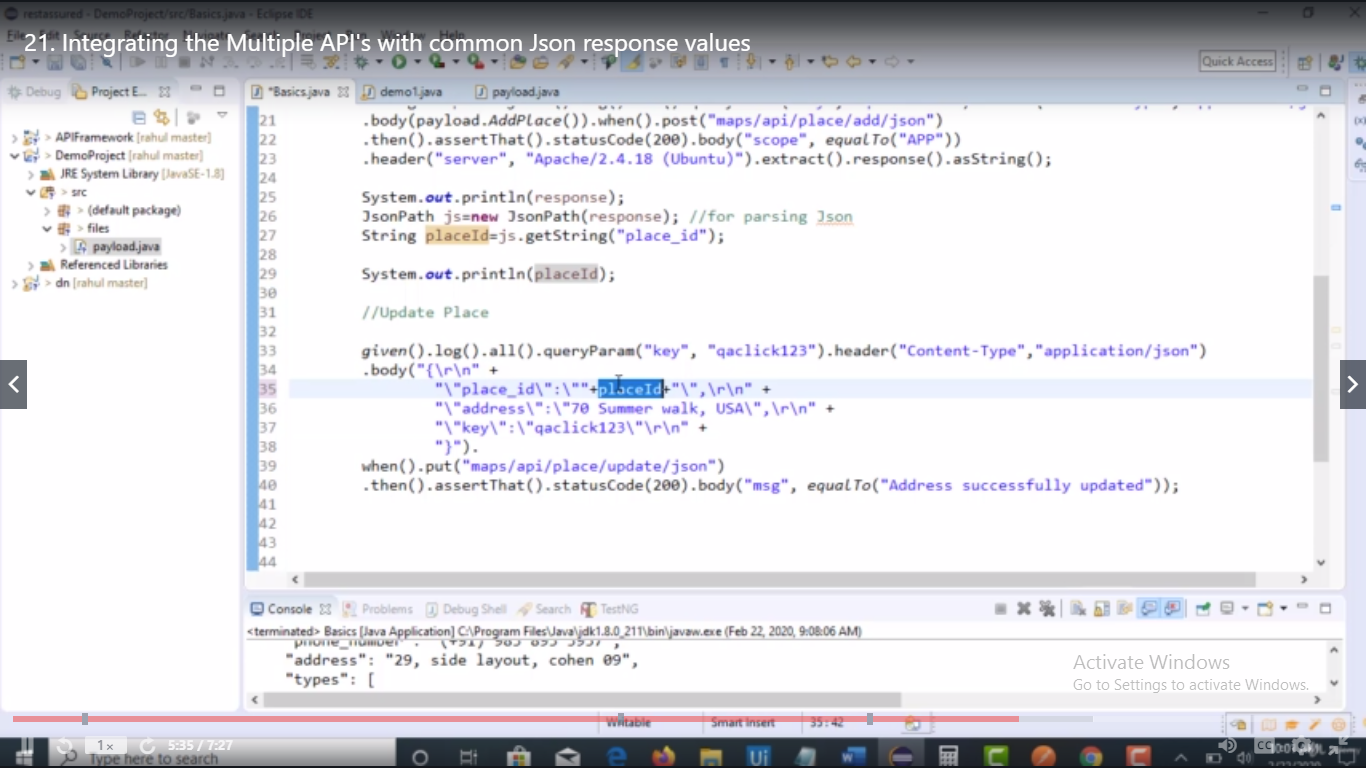 restassured - DemoProject/src/Basics.java - Eclipse IDE
21. Integrating the Multiple API's with common Json response values
Quick Access
Debug Project E...
*Basics.java demo1.java payload.java
APIFramework [rahul master]
DemoProject [rahul master]
JRE System Library [JavaSE-1.8]
src
(default package)
files
payload.java
Referenced Libraries
dn [rahul master]
21 .body(payload.AddPlace()).when().post("maps/api/place/add/json")
22 .then().assertThat().statusCode(200).body("scope", equalTo("APP"))
23 .header("server", "Apache/2.4.18 (Ubuntu)").extract().response().asString();
24
25 System.out.println(response);
26 JsonPath js=new JsonPath(response); //for parsing Json
27 String placeId=js.getString("place_id");
28
29 System.out.println(placeId);
30
31 //Update Place
32
33 given().log().all().queryParam("key", "qaclick123").header("Content-Type","application/json")
34 .body("{\r\n" +
35 "\"place_id\":\""+placeId+"\",\r\n" +
36 "\"address\":\"70 Summer walk, USA\",\r\n" +
37 "\"key\":\"qaclick123\"\r\n" +
38 "}").
39 when().put("maps/api/place/update/json")
40 .then().assertThat().statusCode(200).body("msg", equalTo("Address successfully updated"));
41
42
43
44
Console Problems Debug Shell Search TestNG
<terminated> Basics [Java Application] C:\Program Files\Java\jdk1.8.0_211\bin\javaw.exe (Feb 22, 2020, 9:08:06 AM)
"address": "29, side layout, cohen 09",
"types": [
Activate Windows
Go to Settings to activate Windows.
Writable Smart Insert 35 : 42
1× 5:35 / 7:27
Type here to search